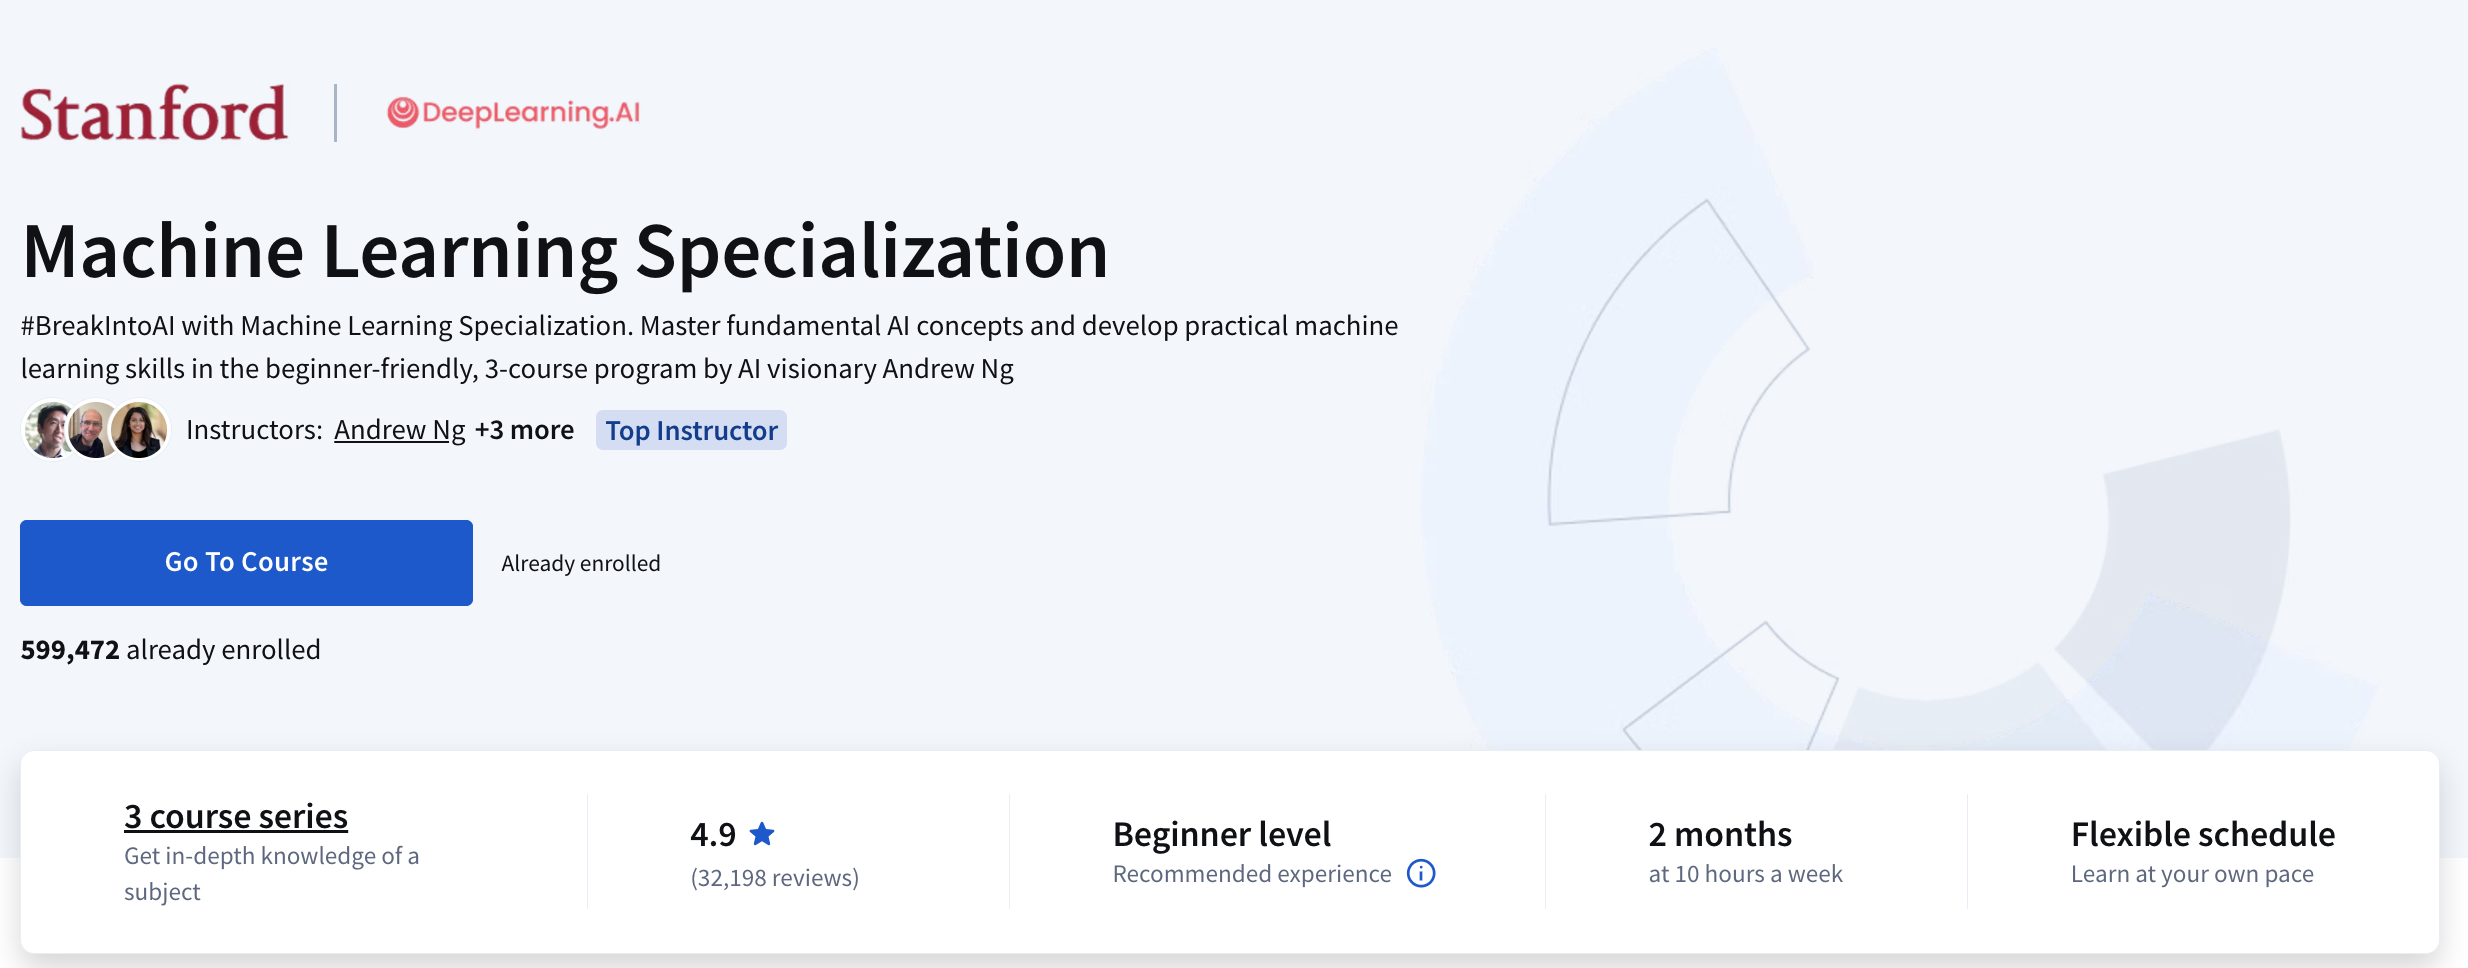 Stanford
DeepLearning.AI
Machine Learning Specialization
#BreakIntoAI with Machine Learning Specialization. Master fundamental AI concepts and develop practical machine
learning skills in the beginner-friendly, 3-course program by AI visionary Andrew Ng
Instructors: Andrew Ng +3 more Top Instructor
Go To Course
Already enrolled
599,472 already enrolled
3 course series
Get in-depth knowledge of a
subject
4.9
(32,198 reviews)
Beginner level
Recommended experience
2 months
at 10 hours a week
Flexible schedule
Learn at your own pace